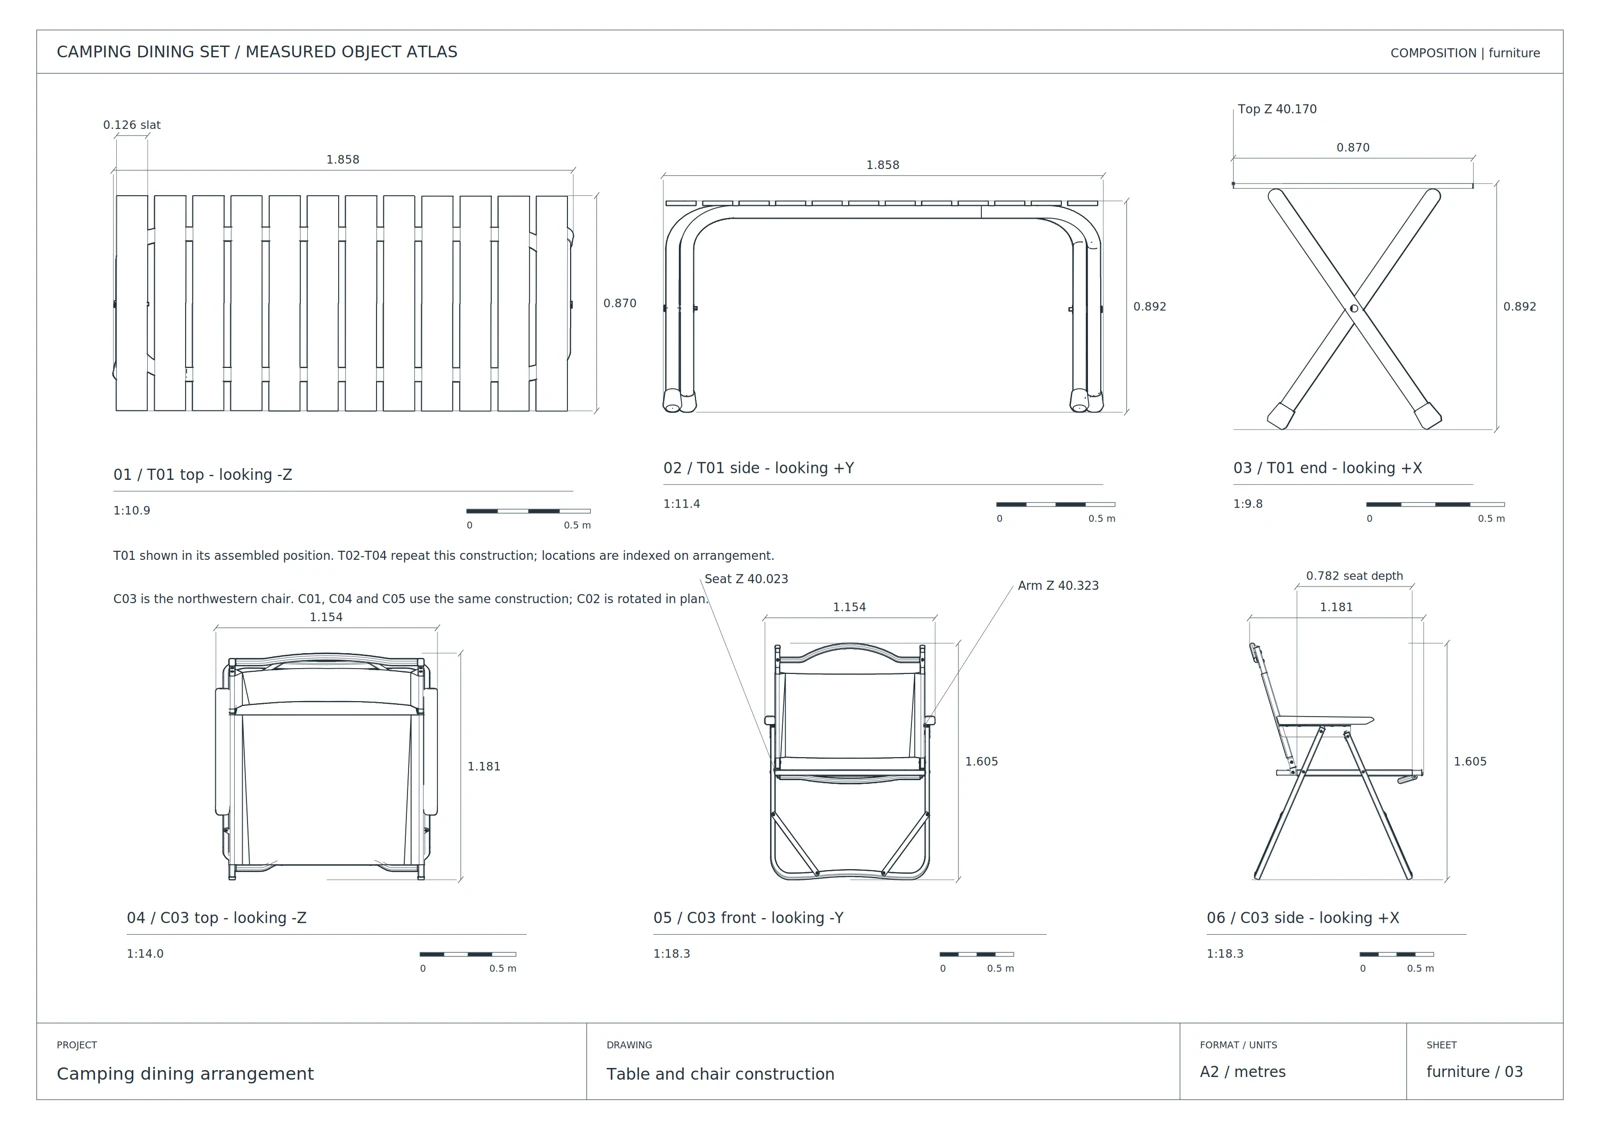 CAMPING DINING SET / MEASURED OBJECT ATLAS
COMPOSITION | furniture
0.126 slat
1.858
0.870
1.858
0.892
Top Z 40.170
0.870
0.892
01 / T01 top - looking -Z
1:10.9
0 0.5 m
02 / T01 side - looking +Y
1:11.4
0 0.5 m
03 / T01 end - looking +X
1:9.8
0 0.5 m
T01 shown in its assembled position. T02-T04 repeat this construction; locations are indexed on arrangement.
C03 is the northwestern chair. C01, C04 and C05 use the same construction; C02 is rotated in plan.
1.154
1.181
Seat Z 40.023
Arm Z 40.323
1.154
1.605
0.782 seat depth
1.181
1.605
04 / C03 top - looking -Z
1:14.0
0 0.5 m
05 / C03 front - looking -Y
1:18.3
0 0.5 m
06 / C03 side - looking +X
1:18.3
0 0.5 m
PROJECT
Camping dining arrangement
DRAWING
Table and chair construction
FORMAT / UNITS
A2 / metres
SHEET
furniture / 03